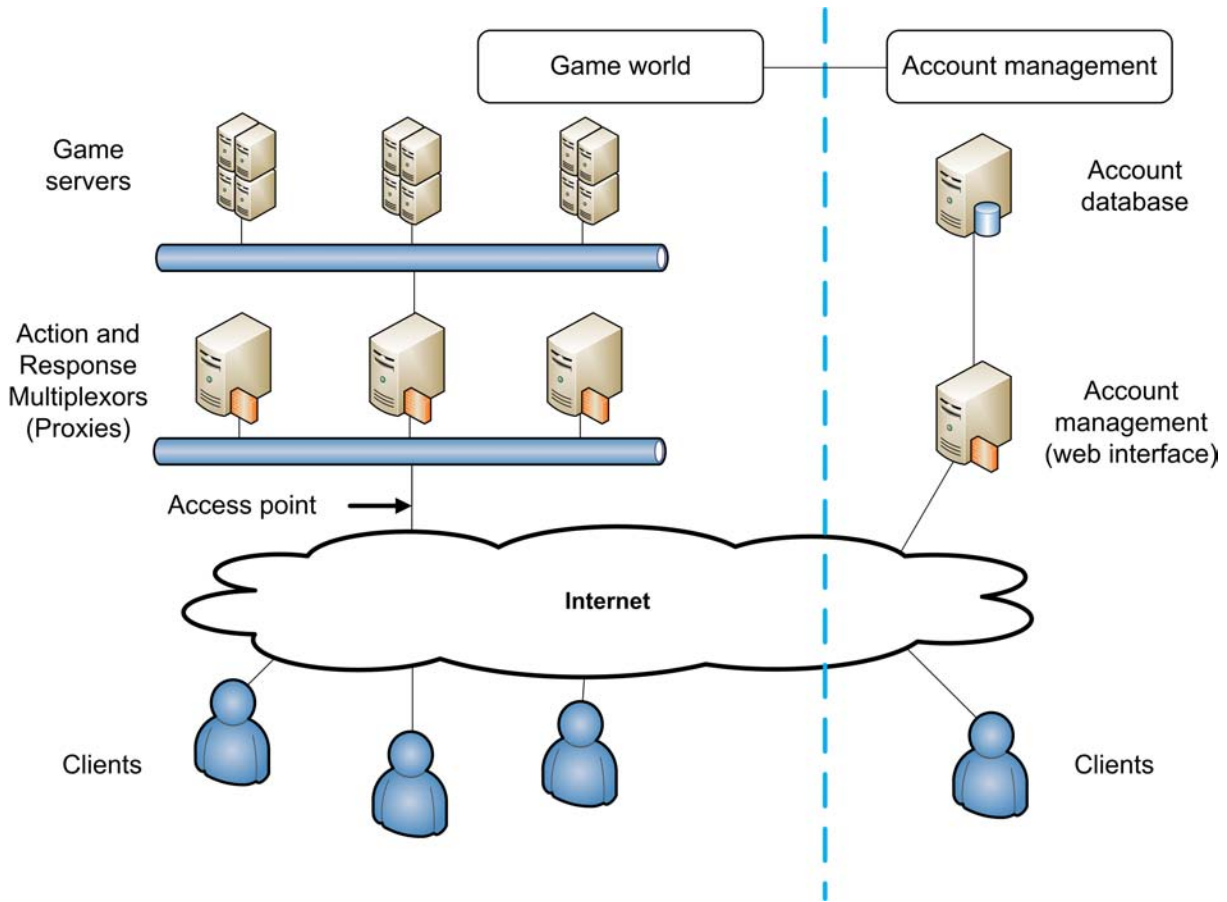 Game world
Account management
Game
servers
Account
database
Action and
Response
Multiplexors
(Proxies)
Account
management
(web interface)
Access point
Internet
Clients
Clients